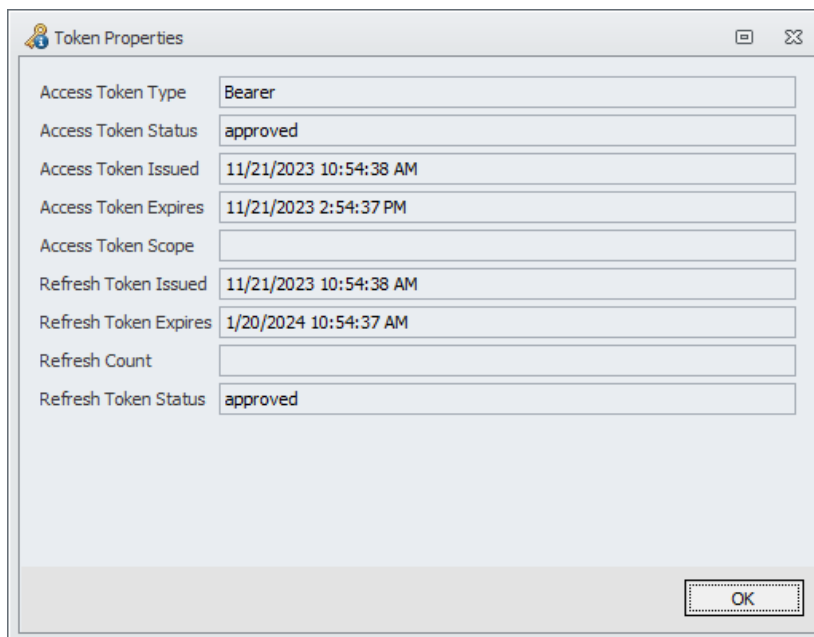 Token Properties
Access Token Type Bearer
Access Token Status approved
Access Token Issued 11/21/2023 10:54:38 AM
Access Token Expires 11/21/2023 2:54:37 PM
Access Token Scope
Refresh Token Issued 11/21/2023 10:54:38 AM
Refresh Token Expires 1/20/2024 10:54:37 AM
Refresh Count
Refresh Token Status approved
OK